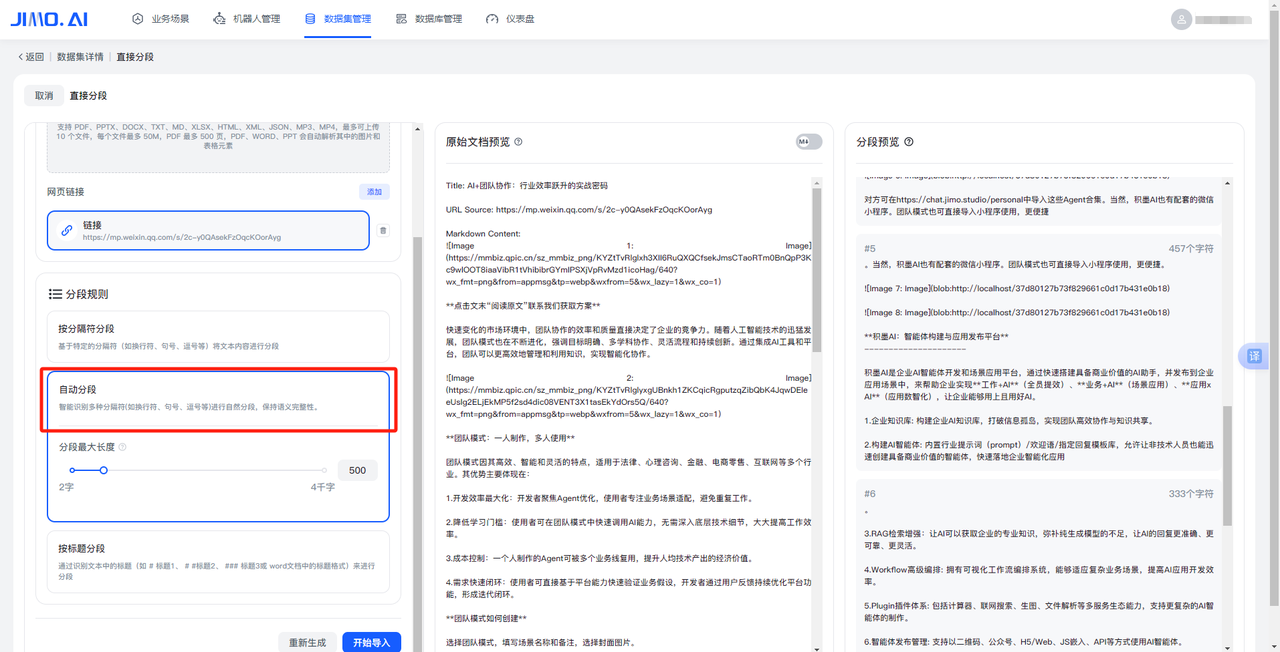 JIMO.AI
业务场景
机器人管理
数据集管理
数据库管理
仪表盘
返回 | 数据集详情 | 直接分段
取消
直接分段
支持 PDF、PPTX、DOCX、TXT、MD、XLSX、HTML、XML、JSON、MP3、MP4，最多可上传
10 个文件，每个文件最多 50M，PDF 最多 500 页，PDF、WORD、PPT 会自动解析其中的图片和
表格元素
网页链接
添加
链接
https://mp.weixin.qq.com/s/2c-y0QAsekFzOqcKOorAyg
分段规则
按分隔符分段
基于特定的分隔符（如换行符、句号、逗号等）将文本内容进行分段
自动分段
智能识别多种分隔符(如换行符、句号、逗号等)进行自然分段，保持语义完整性。
分段最大长度
500
2字
4千字
按标题分段
通过识别文本中的标题（如 # 标题1、 # #标题2、 ### 标题3或 word文档中的标题格式）来进行
分段
重新生成
开始导入
原始文档预览
M
Title: AI+团队协作：行业效率跃升的实战密码
URL Source: https://mp.weixin.qq.com/s/2c-y0QAsekFzOqcKOorAyg
Markdown Content:
![Image 1: Image]
(https://mmbiz.qpic.cn/sz_mmbiz_png/KYZtTvRlglxh3XlI6RuQXQCfsekJmsCTaoRTm0BnQpP3K
c9wlOOT8iaaVibR1tVhibibrGYmIPSXjVpRvMzd1icoHag/640?
wx_fmt=png&from=appmsg&tp=webp&wxfrom=5&wx_lazy=1&wx_co=1)
**点击文末“阅读原文”联系我们获取方案**
快速变化的市场环境中，团队协作的效率和质量直接决定了企业的竞争力。随着人工智能技术的迅猛发
展，团队模式也在不断进化，强调目标明确、多学科协作、灵活流程和持续创新。通过集成AI工具和平
台，团队可以更高效地管理和利用知识，实现智能化协作。
![Image 2: Image]
(https://mmbiz.qpic.cn/sz_mmbiz_png/KYZtTvRlglyxgUBnkh1ZKCqicRgputzqZibQbK4JqwDEIe
eUslg2ELjEkMP5f2sd4dic08VENT3X1tasEkYdOrs5Q/640?
wx_fmt=png&from=appmsg&tp=webp&wxfrom=5&wx_lazy=1&wx_co=1)
**团队模式：一人制作，多人使用**
团队模式因其高效、智能和灵活的特点，适用于法律、心理咨询、金融、电商零售、互联网等多个行
业。其优势主要体现在：
1.开发效率最大化：开发者聚焦Agent优化，使用者专注业务场景适配，避免重复工作。
2.降低学习门槛：使用者可在团队模式中快速调用AI能力，无需深入底层技术细节，大大提高工作效
率。
3.成本控制：一个人制作的Agent可被多个业务线复用，提升人均技术产出的经济价值。
4.需求快速闭环：使用者可直接基于平台能力快速验证业务假设，开发者通过用户反馈持续优化平台功
能，形成迭代闭环。
**团队模式如何创建**
选择团队模式，填写场景名称和备注，选择封面图片。
分段预览
对方可在https://chat.jimo.studio/personal中导入这些Agent合集。当然，积墨AI也有配套的微信
小程序。团队模式也可直接导入小程序使用，更便捷
#5
457个字符
。当然，积墨AI也有配套的微信小程序。团队模式也可直接导入小程序使用，更便捷。
![Image 7: Image](blob:http://localhost/37d80127b73f829661c0d17b431e0b18)
![Image 8: Image](blob:http://localhost/37d80127b73f829661c0d17b431e0b18)
**积墨AI：智能体构建与应用发布平台**
---------------------
积墨AI是企业AI智能体开发和场景应用平台，通过快速搭建具备商业价值的AI助手，并发布到企业
应用场景中，来帮助企业实现**工作+AI**（全员提效）、**业务+AI**（场景应用）、**应用x
AI**（应用数智化），让企业能够用上且用好AI。
1.企业知识库: 构建企业AI知识库，打破信息孤岛，实现团队高效协作与知识共享。
2.构建AI智能体: 内置行业提示词（prompt）/欢迎语/指定回复模板库，允许让非技术人员也能迅
速创建具备商业价值的智能体，快速落地企业智能化应用
#6
333个字符
。
3.RAG检索增强：让AI可以获取企业的专业知识，弥补纯生成模型的不足，让AI的回复更准确、更
可靠、更灵活。
4.Workflow高级编排: 拥有可视化工作流编排系统，能够适应复杂业务场景，提高AI应用开发效
率。
5.Plugin插件体系: 包括计算器、联网搜索、生图、文件解析等多服务生态能力，支持更复杂的AI智
能体的制作。
6.智能体发布管理: 支持以二维码、公众号、H5/Web、JS嵌入、API等方式使用AI智能体。
译